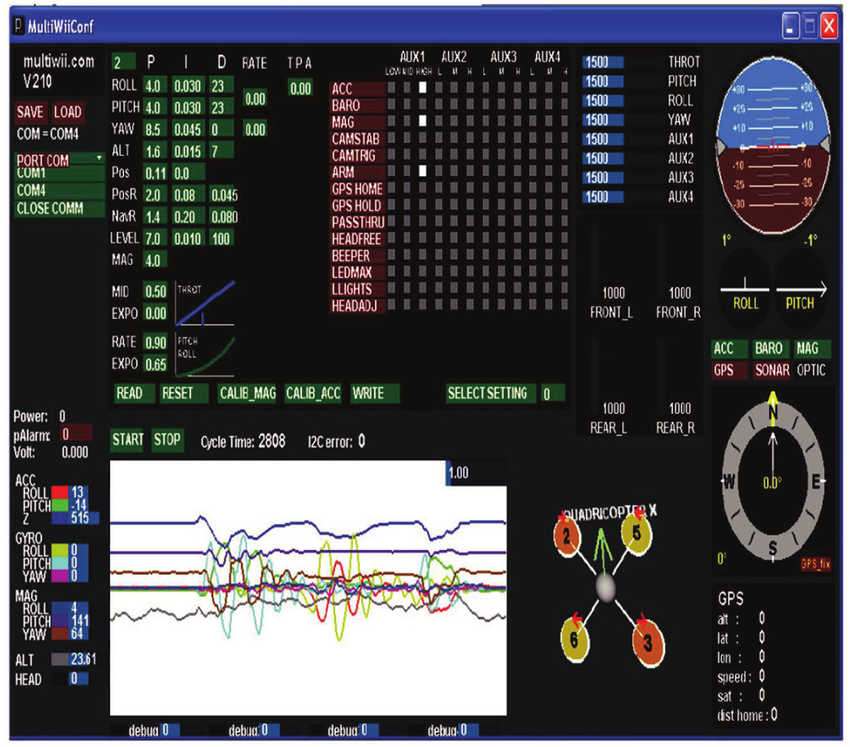 MultiWiiConf
multiwii.com
V210
SAVE LOAD
COM = COM4
PORT COM
COM1
COM4
CLOSE COMM
2 P I D RATE T P A
ROLL 4.0 0.030 23 0.00
PITCH 4.0 0.030 23 0.00
YAW 8.5 0.045 0 0.00
ALT 1.6 0.015 7
Pos 0.11 0.0
PosR 2.0 0.08 0.045
NavR 1.4 0.20 0.080
LEVEL 7.0 0.010 100
MAG 4.0
MID 0.50
EXPO 0.00
THROT
RATE 0.90
EXPO 0.65
PITCH
ROLL
AUX1 AUX2 AUX3 AUX4
LOW MID HIGH L M H L M H L M H
ACC
BARO
MAG
CAMSTAB
CAMTRIG
ARM
GPS HOME
GPS HOLD
PASSTHRU
HEADFREE
BEEPER
LEDMAX
LLIGHTS
HEADADJ
READ RESET CALIB_MAG CALIB_ACC WRITE SELECT SETTING 0
1500 THROT
1500 PITCH
1500 ROLL
1500 YAW
1500 AUX1
1500 AUX2
1500 AUX3
1500 AUX4
1000 1000
FRONT_L FRONT_R
1000 1000
REAR_L REAR_R
+30 +30
+25 +25
+10 +10
0 0
-10 -10
-25 -25
-30 -30
1° -1°
ROLL PITCH
ACC BARO MAG
GPS SONAR OPTIC
N
W 0.0° E
S
0° GPS_fix
GPS
alt : 0
lat : 0
lon : 0
speed : 0
sat : 0
dist home : 0
Power: 0
pAlarm: 0
Volt: 0.000
START STOP Cycle Time: 2808 I2C error: 0
1.00
ACC
ROLL 13
PITCH -14
Z 515
GYRO
ROLL 0
PITCH 0
YAW 0
MAG
ROLL 4
PITCH 141
YAW 64
ALT 23.61
HEAD 0
QUADRICOPTER X
2 5
6 3
debug 0 debug: 0 debug 0 debug 0